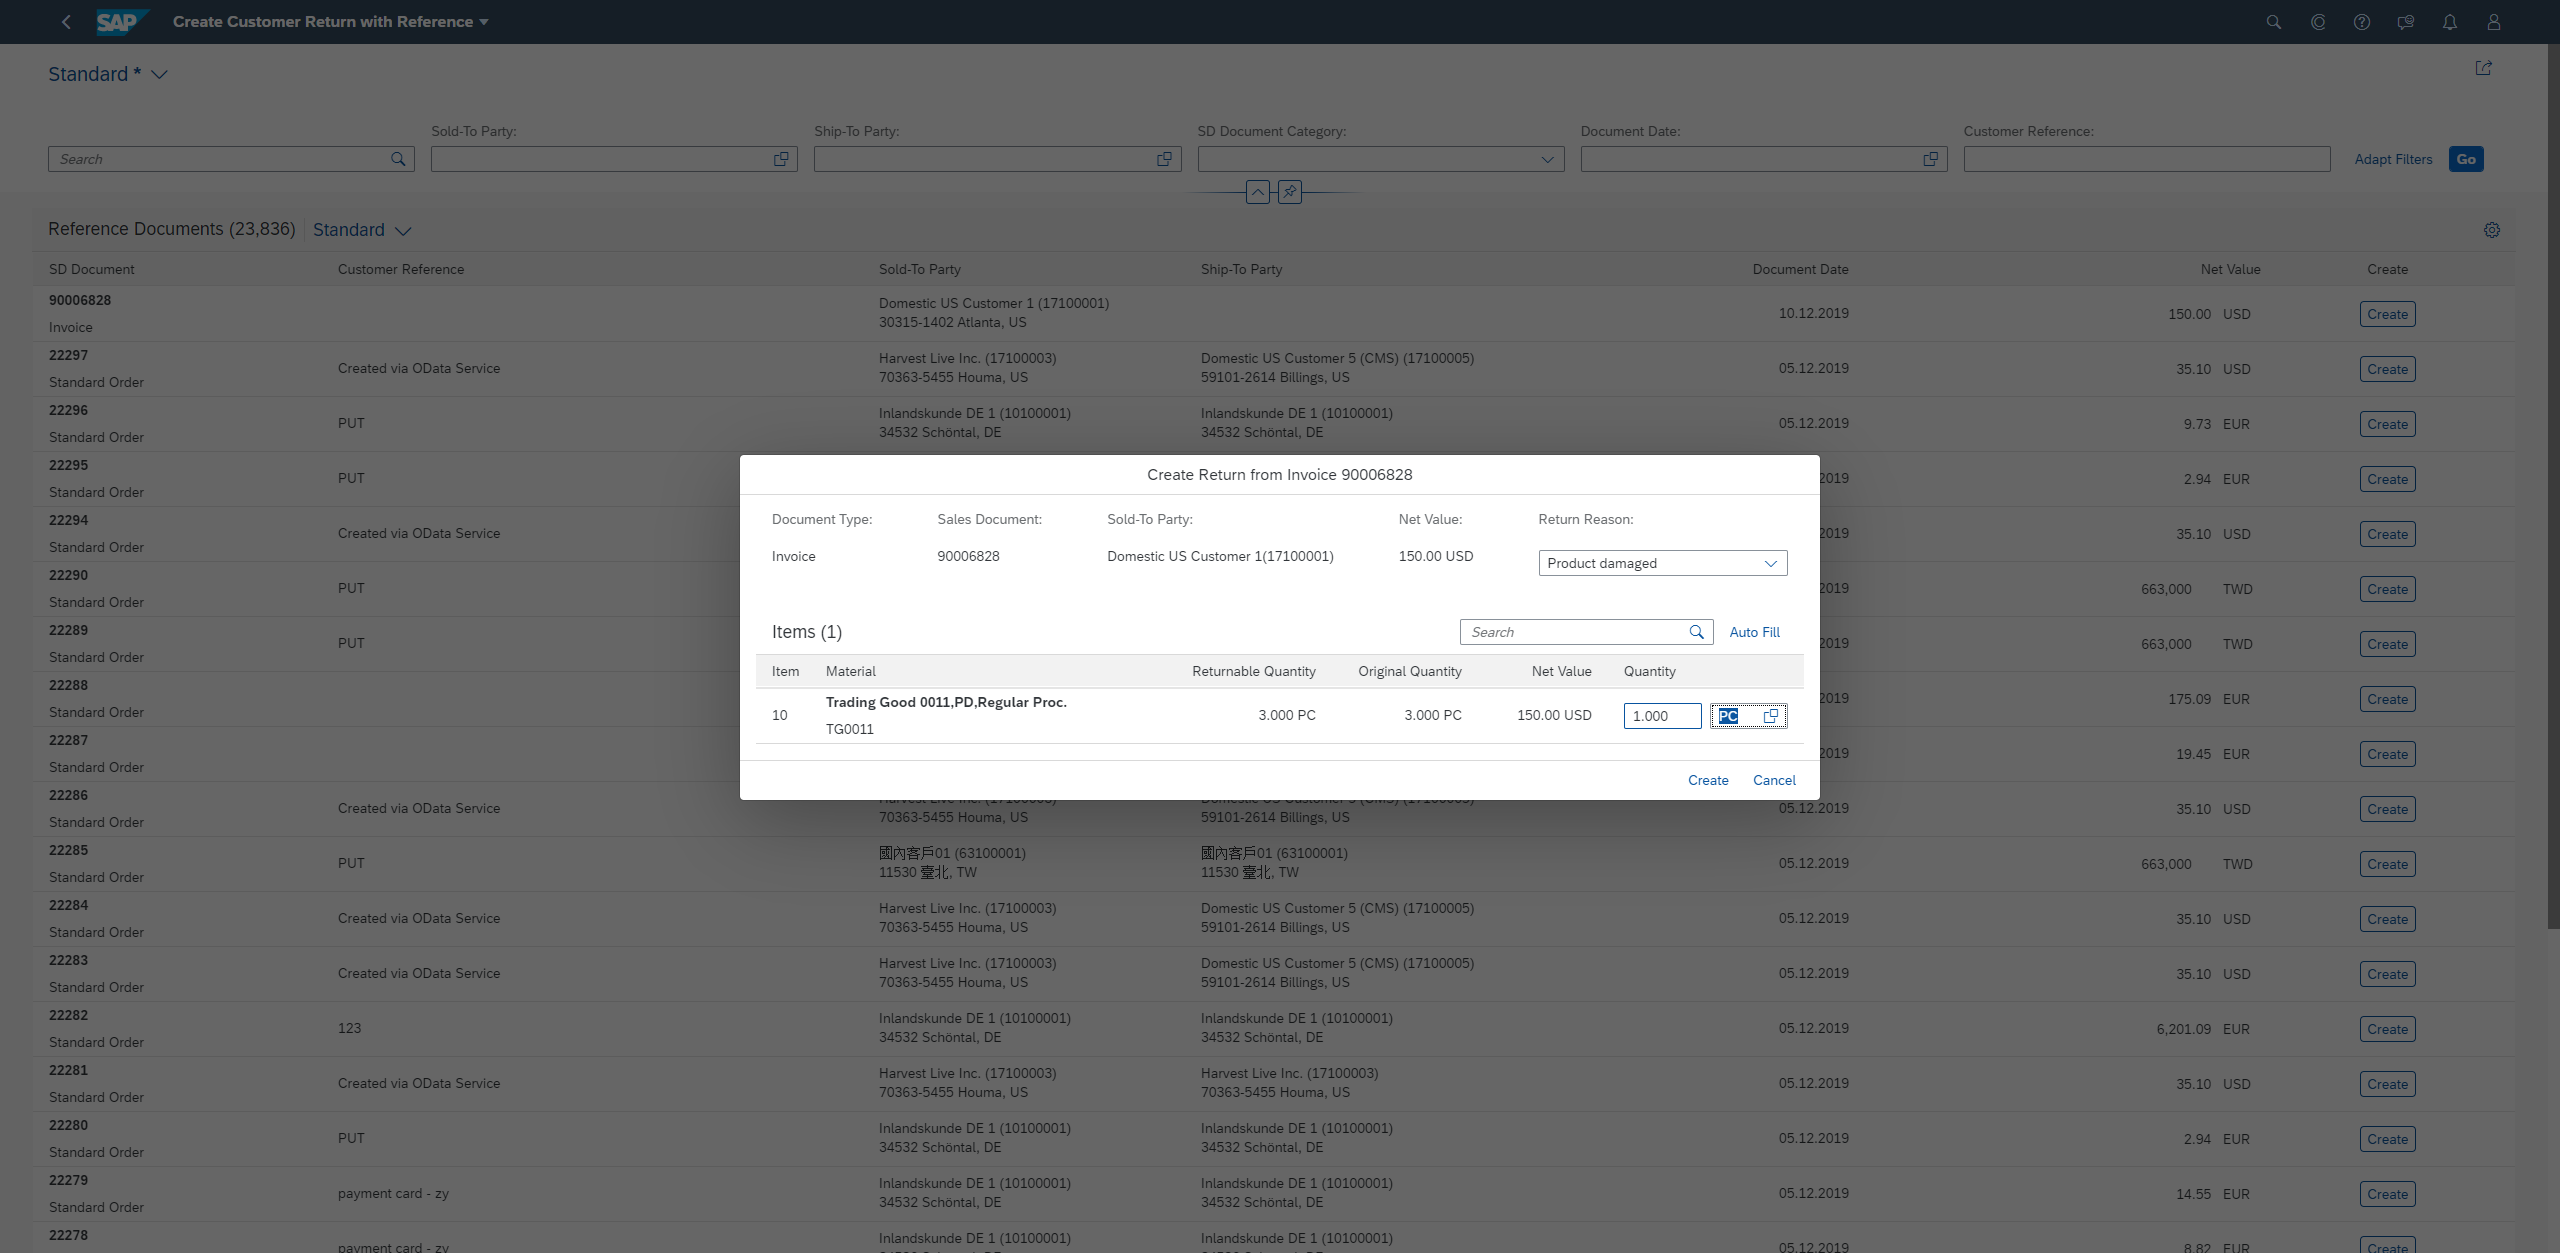 SAP Create Customer Return with Reference
Standard *
Sold-To Party: Ship-To Party: SD Document Category: Document Date: Customer Reference:
Search Adapt Filters Go
Reference Documents (23,836) Standard
SD Document Customer Reference Sold-To Party Ship-To Party Document Date Net Value Create
90006828
Invoice
Domestic US Customer 1 (17100001)
30315-1402 Atlanta, US
10.12.2019 150.00 USD Create
22297
Standard Order
Created via OData Service
Harvest Live Inc. (17100003)
70363-5455 Houma, US
Domestic US Customer 5 (CMS) (17100005)
59101-2614 Billings, US
05.12.2019 35.10 USD Create
22296
Standard Order
PUT
Inlandskunde DE 1 (10100001)
34532 Schöntal, DE
Inlandskunde DE 1 (10100001)
34532 Schöntal, DE
05.12.2019 9.73 EUR Create
22295
Standard Order
PUT
2019 2.94 EUR Create
22294
Standard Order
Created via OData Service
2019 35.10 USD Create
22290
Standard Order
PUT
2019 663,000 TWD Create
22289
Standard Order
PUT
2019 663,000 TWD Create
22288
Standard Order
2019 175.09 EUR Create
22287
Standard Order
2019 19.45 EUR Create
Create Return from Invoice 90006828
Document Type: Sales Document: Sold-To Party: Net Value: Return Reason:
Invoice 90006828 Domestic US Customer 1(17100001) 150.00 USD Product damaged
Items (1) Search Auto Fill
Item Material Returnable Quantity Original Quantity Net Value Quantity
10 Trading Good 0011,PD,Regular Proc.
TG0011
3.000 PC 3.000 PC 150.00 USD 1.000 PC
Create Cancel
22286
Standard Order
Created via OData Service
Harvest Live Inc. (17100003)
70363-5455 Houma, US
Domestic US Customer 5 (CMS) (17100005)
59101-2614 Billings, US
05.12.2019 35.10 USD Create
22285
Standard Order
PUT
國內客戶01 (63100001)
11530 臺北, TW
國內客戶01 (63100001)
11530 臺北, TW
05.12.2019 663,000 TWD Create
22284
Standard Order
Created via OData Service
Harvest Live Inc. (17100003)
70363-5455 Houma, US
Domestic US Customer 5 (CMS) (17100005)
59101-2614 Billings, US
05.12.2019 35.10 USD Create
22283
Standard Order
Created via OData Service
Harvest Live Inc. (17100003)
70363-5455 Houma, US
Domestic US Customer 5 (CMS) (17100005)
59101-2614 Billings, US
05.12.2019 35.10 USD Create
22282
Standard Order
123
Inlandskunde DE 1 (10100001)
34532 Schöntal, DE
Inlandskunde DE 1 (10100001)
34532 Schöntal, DE
05.12.2019 6,201.09 EUR Create
22281
Standard Order
Created via OData Service
Harvest Live Inc. (17100003)
70363-5455 Houma, US
Harvest Live Inc. (17100003)
70363-5455 Houma, US
05.12.2019 35.10 USD Create
22280
Standard Order
PUT
Inlandskunde DE 1 (10100001)
34532 Schöntal, DE
Inlandskunde DE 1 (10100001)
34532 Schöntal, DE
05.12.2019 2.94 EUR Create
22279
Standard Order
payment card - zy
Inlandskunde DE 1 (10100001)
34532 Schöntal, DE
Inlandskunde DE 1 (10100001)
34532 Schöntal, DE
05.12.2019 14.55 EUR Create
22278
payment card - zy
Inlandskunde DE 1 (10100001)
Inlandskunde DE 1 (10100001)
05.12.2019 8.82 EUR Create